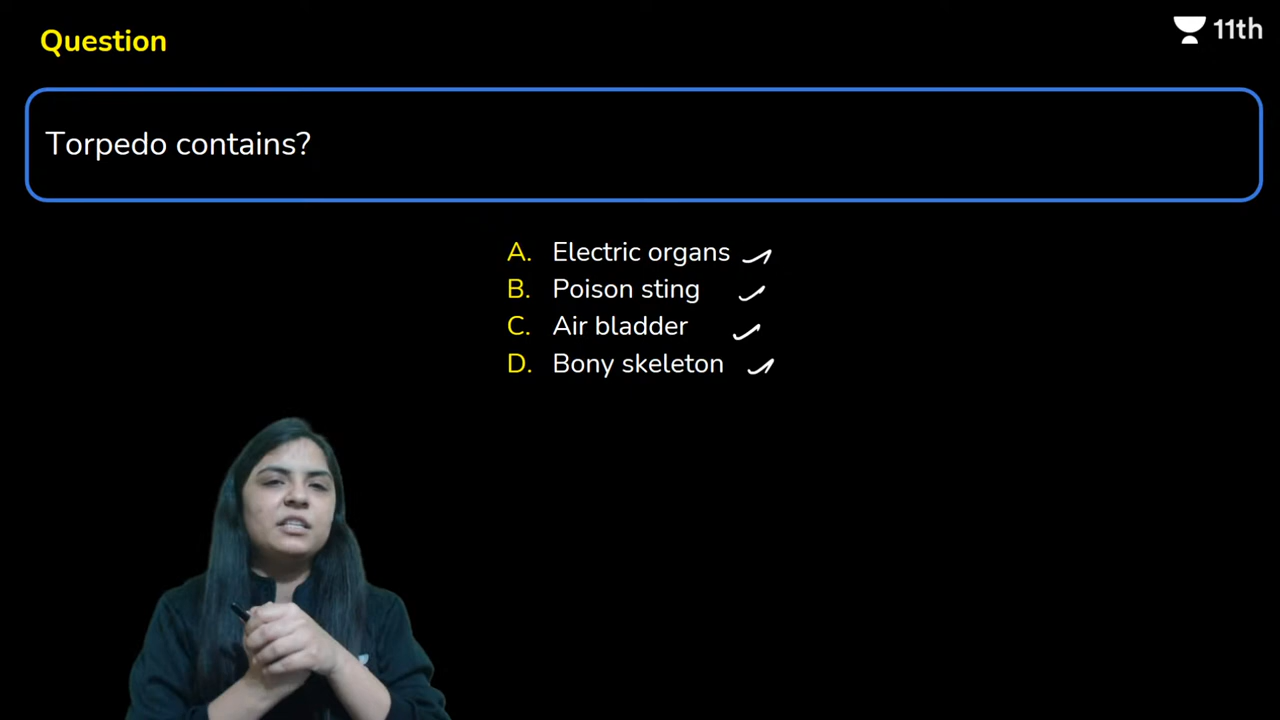 Question
11th
Torpedo contains?
A. Electric organs
B. Poison sting
C. Air bladder
D. Bony skeleton